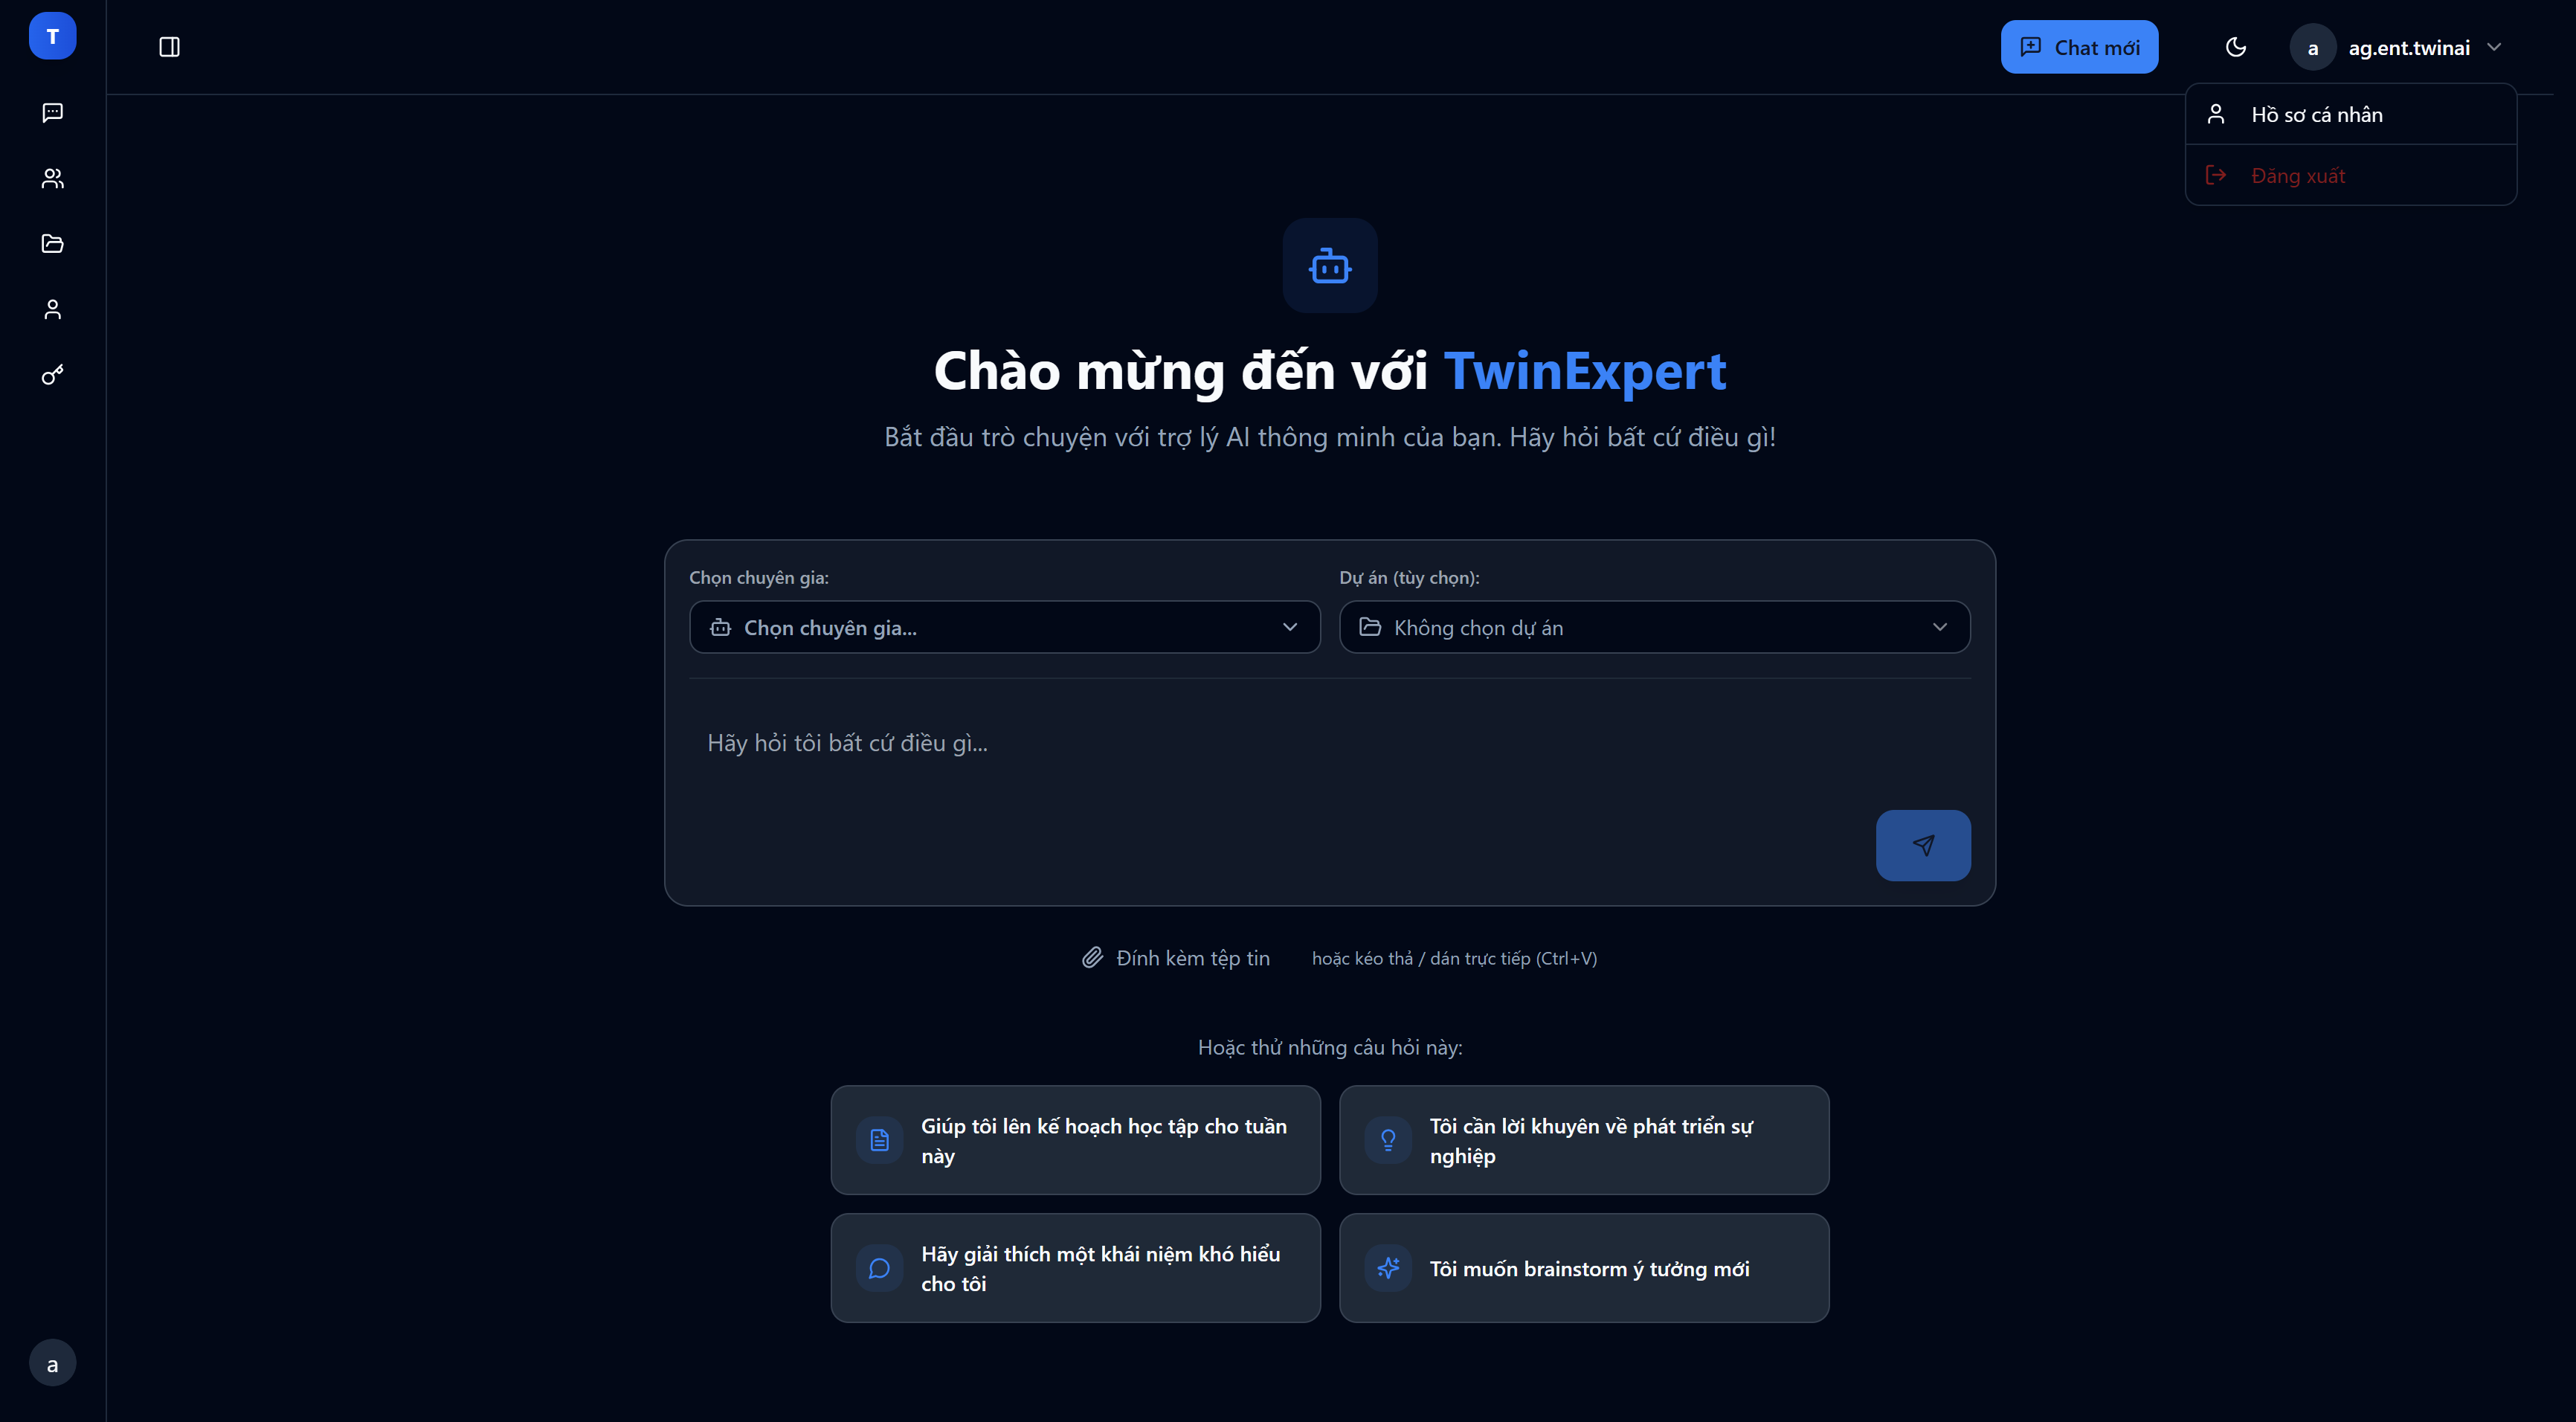 T
Chat mới
a
ag.ent.twinai
Hồ sơ cá nhân
Đăng xuất
Chào mừng đến với TwinExpert
Bắt đầu trò chuyện với trợ lý AI thông minh của bạn. Hãy hỏi bất cứ điều gì!
Chọn chuyên gia:
Dự án (tùy chọn):
Chọn chuyên gia...
Không chọn dự án
Hãy hỏi tôi bất cứ điều gì...
Đính kèm tệp tin
hoặc kéo thả / dán trực tiếp (Ctrl+V)
Hoặc thử những câu hỏi này:
Giúp tôi lên kế hoạch học tập cho tuần
này
Tôi cần lời khuyên về phát triển sự
nghiệp
Hãy giải thích một khái niệm khó hiểu
cho tôi
Tôi muốn brainstorm ý tưởng mới
a